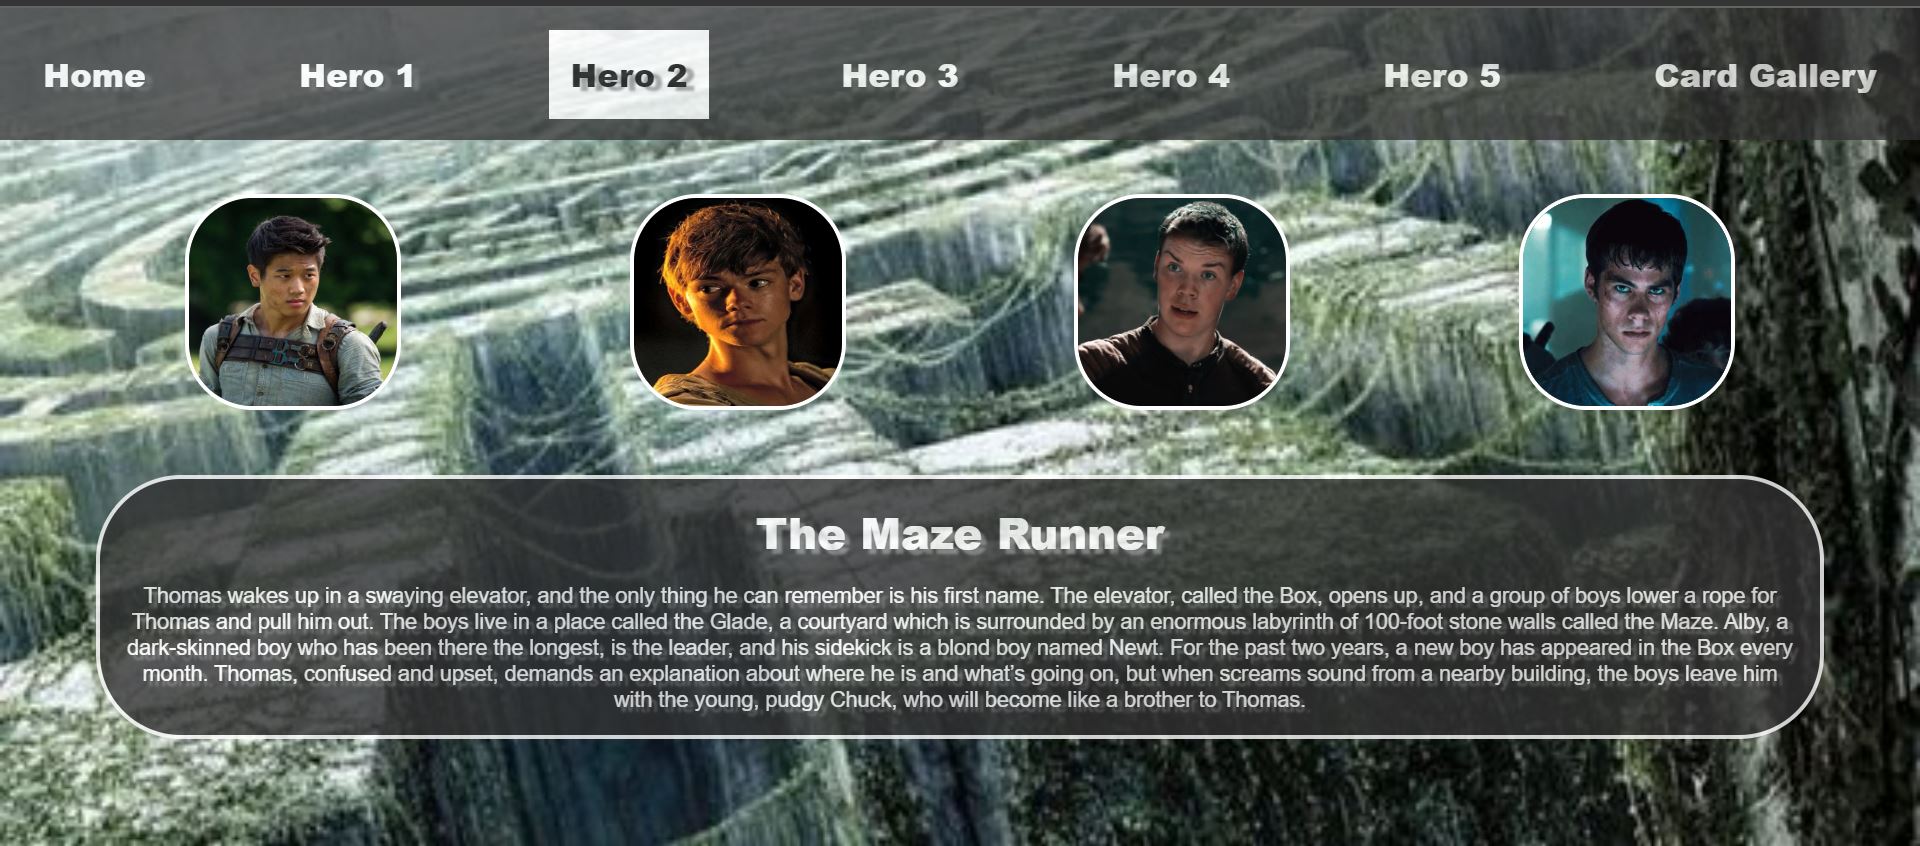 Home Hero 1 Hero 2 Hero 3 Hero 4 Hero 5 Card Gallery
The Maze Runner
Thomas wakes up in a swaying elevator, and the only thing he can remember is his first name. The elevator, called the Box, opens up, and a group of boys lower a rope for
Thomas and pull him out. The boys live in a place called the Glade, a courtyard which is surrounded by an enormous labyrinth of 100-foot stone walls called the Maze. Alby, a
dark-skinned boy who has been there the longest, is the leader, and his sidekick is a blond boy named Newt. For the past two years, a new boy has appeared in the Box every
month. Thomas, confused and upset, demands an explanation about where he is and what’s going on, but when screams sound from a nearby building, the boys leave him
with the young, pudgy Chuck, who will become like a brother to Thomas.